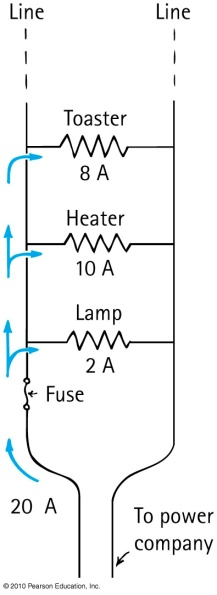 Line Line
Toaster
8 A
Heater
10 A
Lamp
2 A
Fuse
20 A
To power
company
© 2010 Pearson Education, Inc.